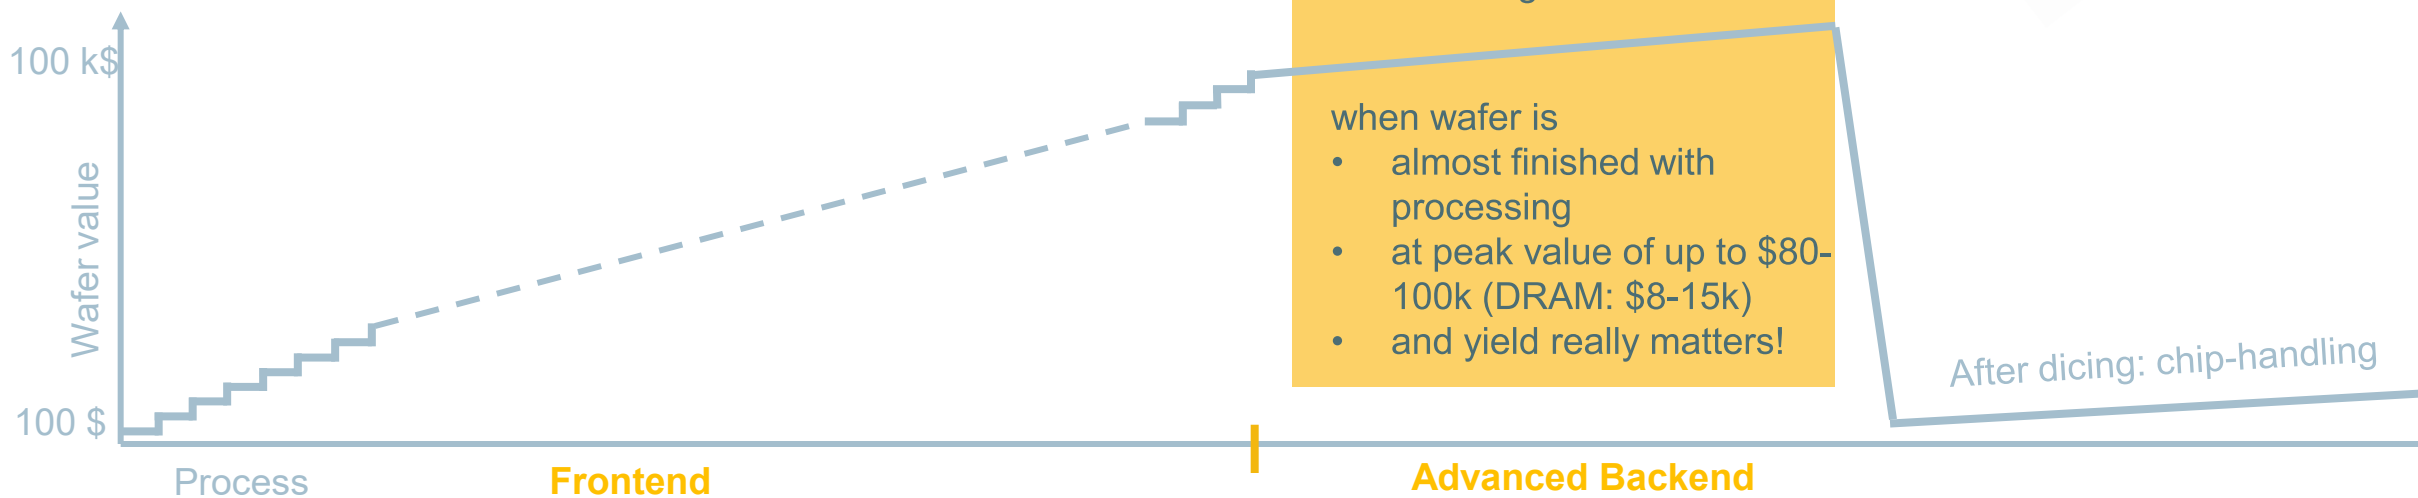 100 k$
Wafer value
100 $
when wafer is
• almost finished with
processing
• at peak value of up to $80-
100k (DRAM: $8-15k)
• and yield really matters!
After dicing: chip-handling
Process
Frontend
Advanced Backend